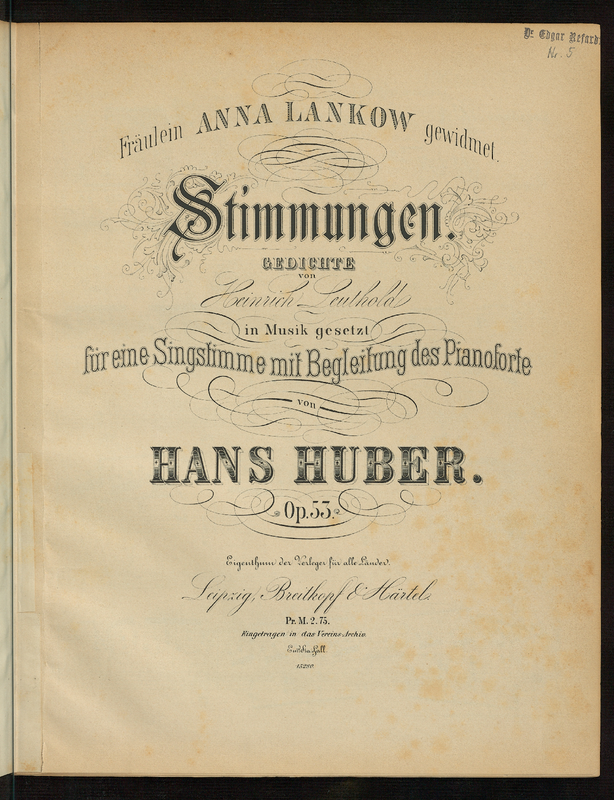 Dr Edgar Refardt
Nr. 5
Fräulein ANNA LANKOW gewidmet.
Stimmungen.
GEDICHTE
von
Heinrich Leuthold
in Musik gesetzt
für eine Singstimme mit Begleitung des Pianoforte
von
HANS HUBER.
Op. 53.
Eigenthum der Verleger für alle Länder.
Leipzig, Breitkopf & Härtel.
Pr. M. 2. 75.
Eingetragen in das Vereins-Archiv.
15280.